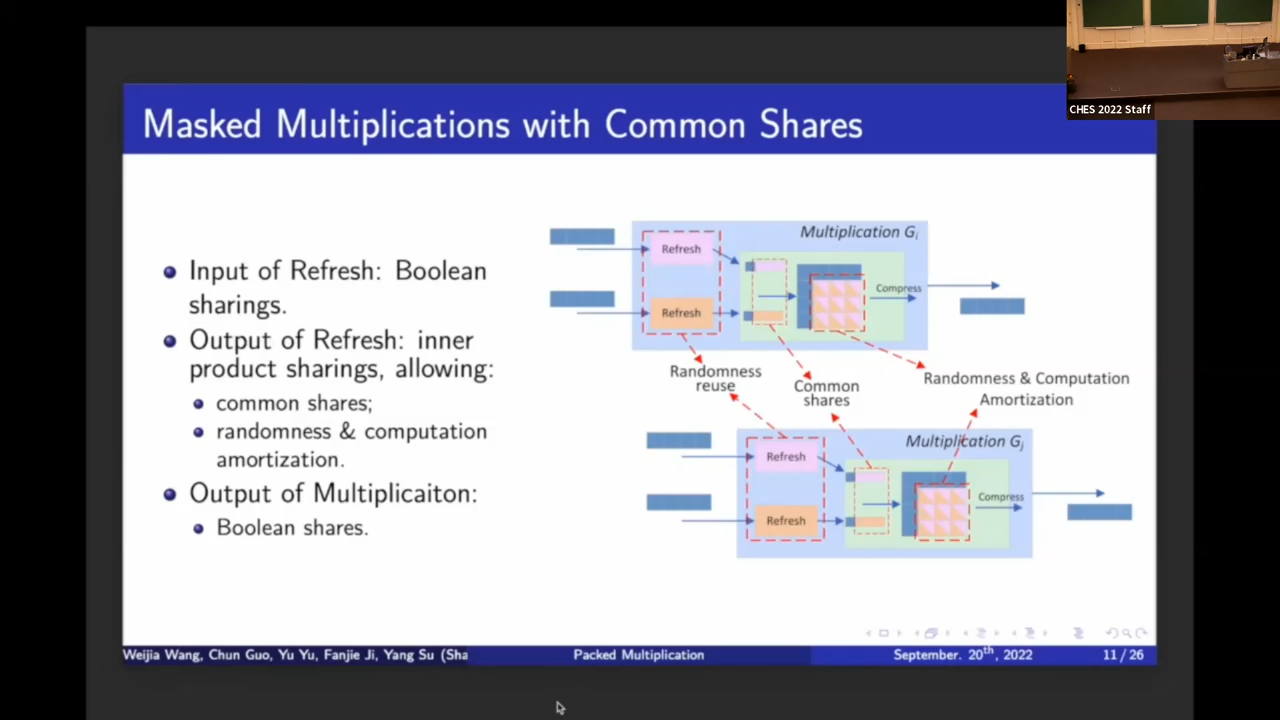 CHES 2022 Staff
Masked Multiplications with Common Shares
Input of Refresh: Boolean
sharings.
Output of Refresh: inner
product sharings, allowing:
common shares;
randomness & computation
amortization.
Output of Multiplicaiton:
Boolean shares.
Multiplication Gi
Refresh
Compress
Refresh
Randomness
reuse
Common
shares
Randomness & Computation
Amortization
Multiplication Gj
Refresh
Compress
Refresh
Weijia Wang, Chun Guo, Yu Yu, Fanjie Ji, Yang Su (Sha
Packed Multiplication
September. 20th, 2022
11 / 26